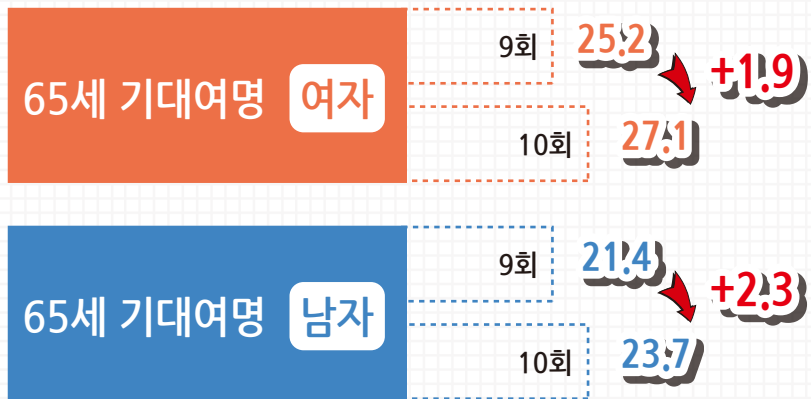 65세 기대여명 여자
9회 25.2
+1.9
10회 27.1
65세 기대여명 남자
9회 21.4
+2.3
10회 23.7